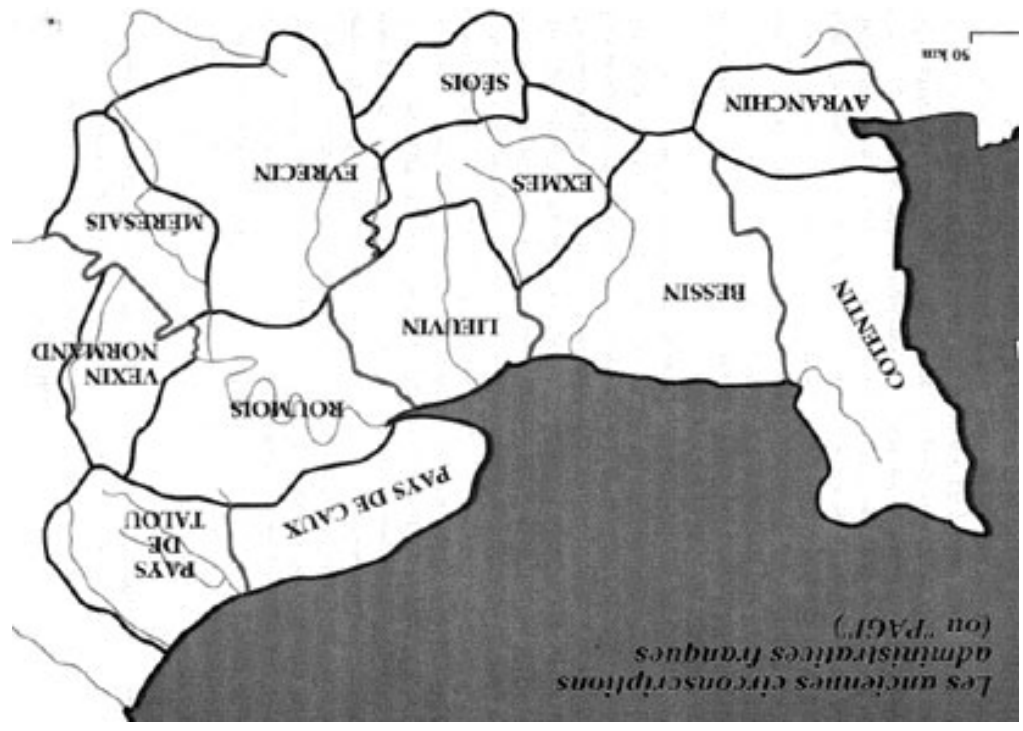 Les anciennes circonscriptions
administratices franques
(ou "PAGI")
PAYS
DE
TALOU
PAYS DE CAUX
COTENTIN
ROUMOIS
VEXIN
NORMAND
LIEUVIN
BESSIN
MÉRESAIS
EVRECIN
EXMES
AVRANCHIN
SÉOIS
50 km